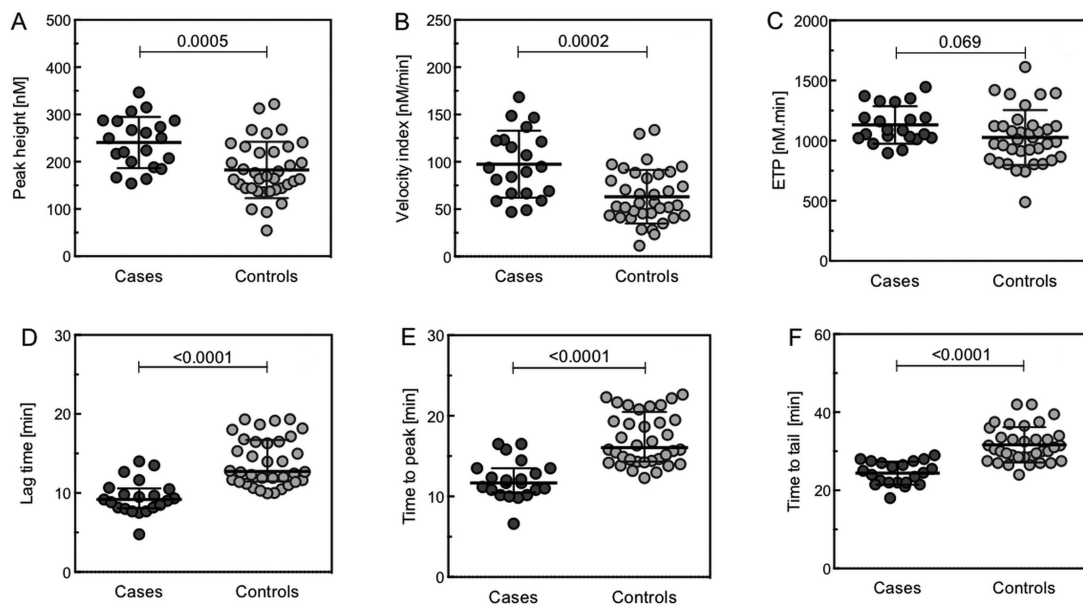 A
Peak height [nM]
500
400
300
200
100
0
0.0005
Cases
Controls
B
Velocity index [nM/min]
250
200
150
100
50
0
0.0002
Cases
Controls
C
ETP [nM.min]
2000
1500
1000
500
0
0.069
Cases
Controls
D
Lag time [min]
30
20
10
0
<0.0001
Cases
Controls
E
Time to peak [min]
30
20
10
0
<0.0001
Cases
Controls
F
Time to tail [min]
60
40
20
0
<0.0001
Cases
Controls